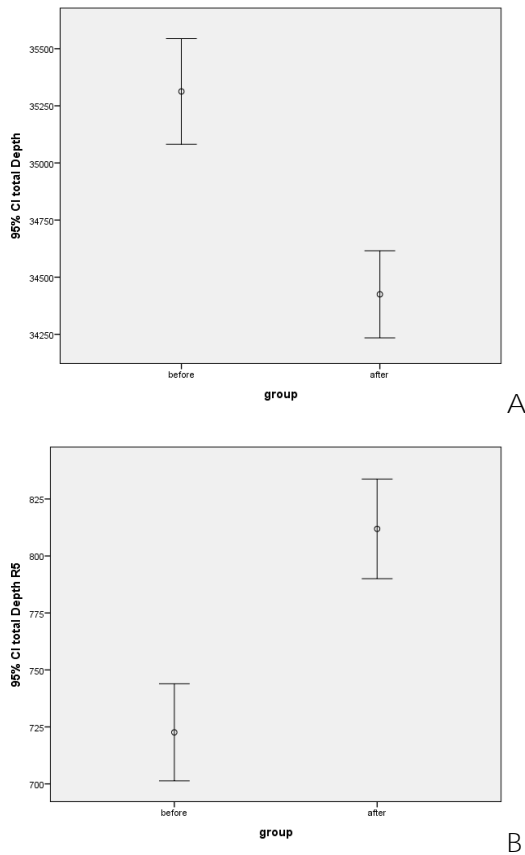 95% CI total Depth
35500
35250
35000
34750
34500
34250
before after
group
A
95% CI total Depth R5
825
800
775
750
725
700
before after
group
B